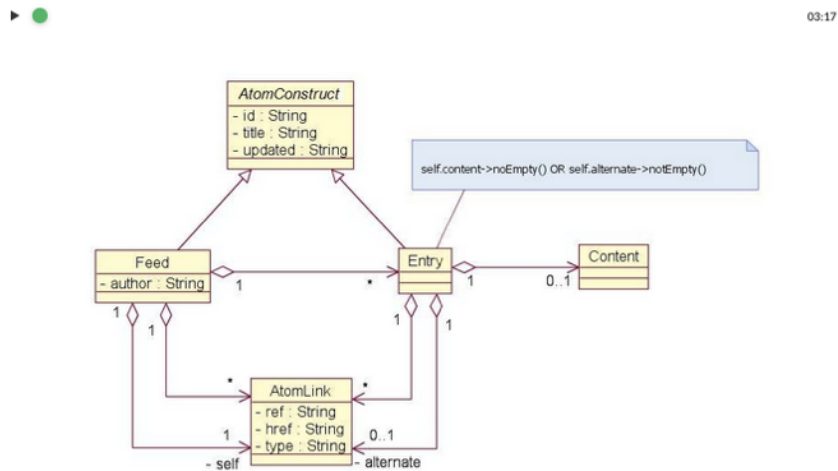 03:17
AtomConstruct
- id : String
- title : String
- updated : String
self.content->noEmpty() OR self.alternate->notEmpty()
Feed
- author : String
1
*
Entry
1
0..1
Content
1
1
1
1
*
*
AtomLink
- ref : String
- href : String
- type : String
1
0..1
- self
- alternate